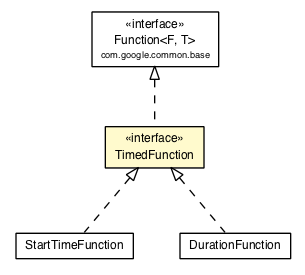 «interface»
Function<F, T>
com.google.common.base
«interface»
TimedFunction
StartTimeFunction
DurationFunction